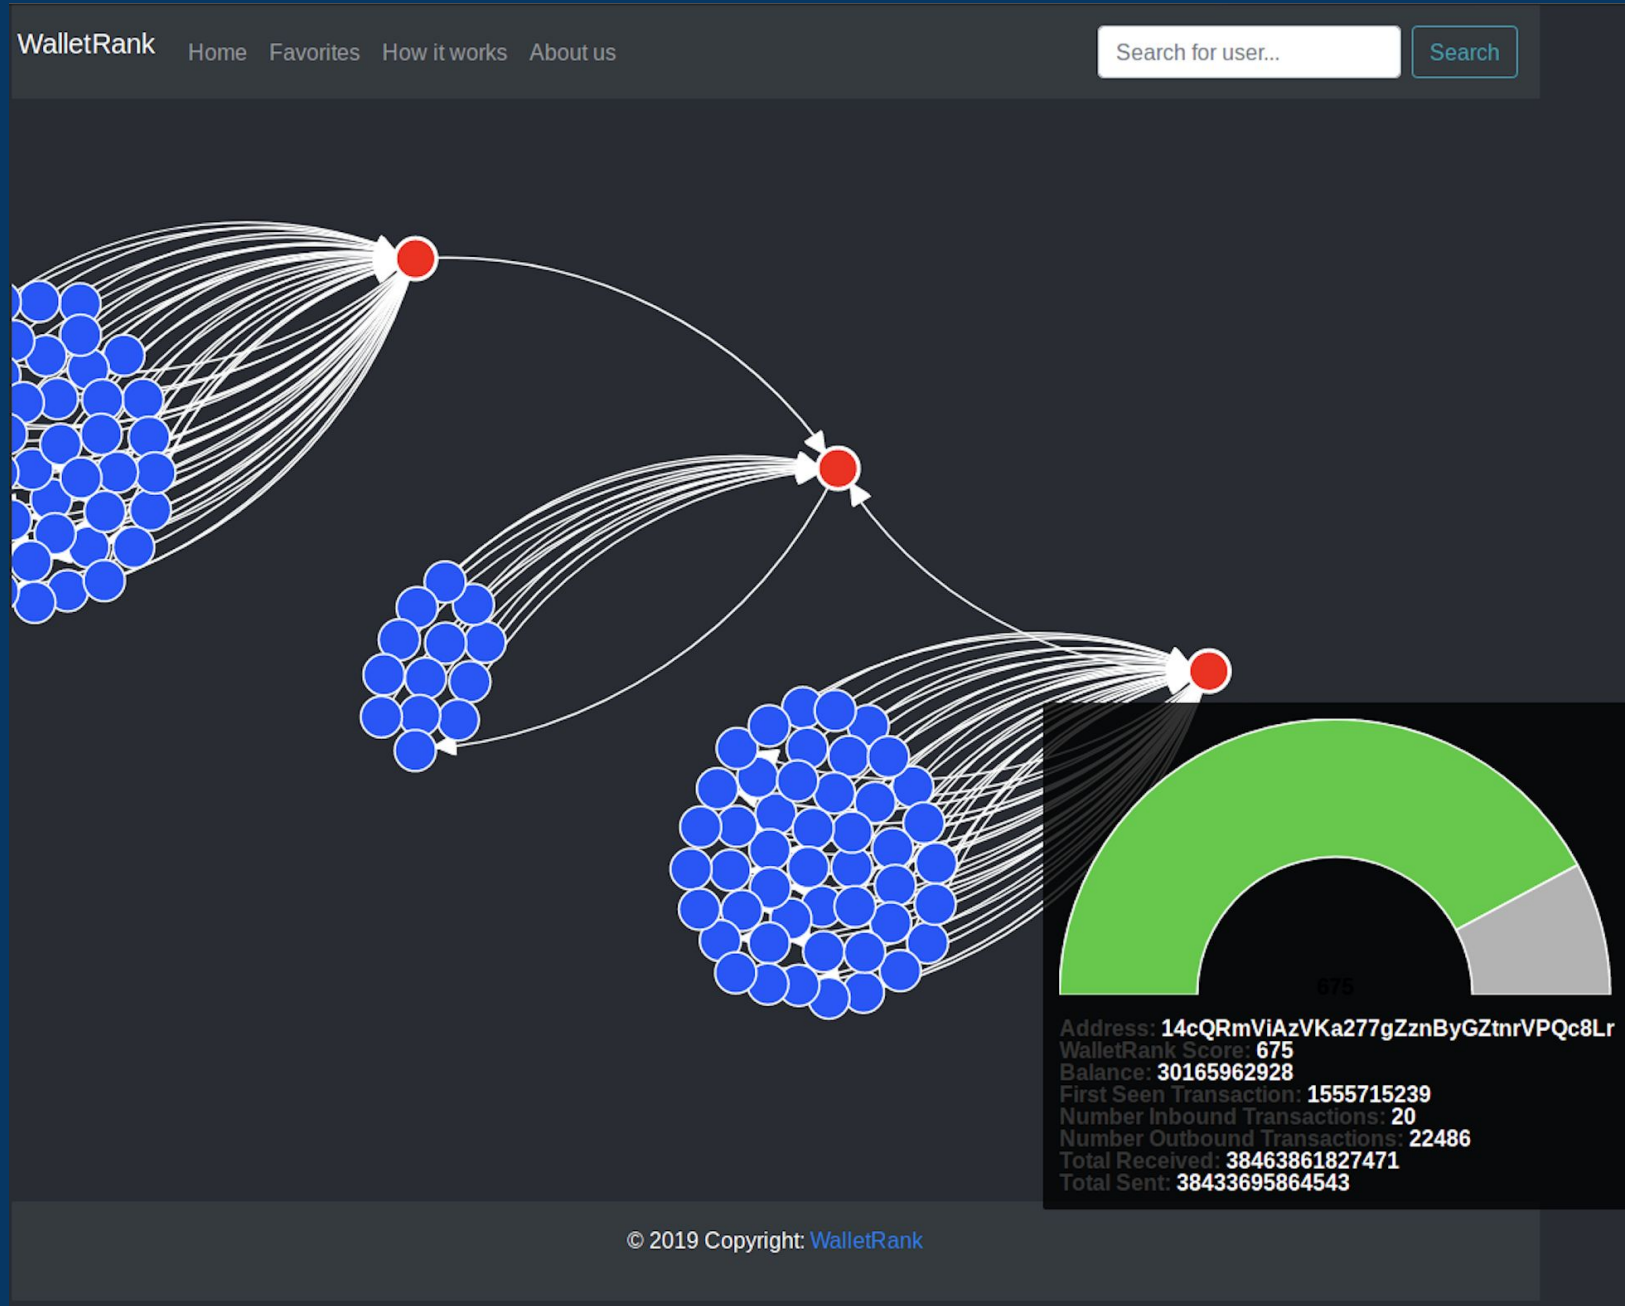 WalletRank Home Favorites How it works About us Search for user... Search
675
Address: 14cQRmViAzVKa277gZznByGZtnrVPQc8Lr
WalletRank Score: 675
Balance: 30165962928
First Seen Transaction: 1555715239
Number Inbound Transactions: 20
Number Outbound Transactions: 22486
Total Received: 38463861827471
Total Sent: 38433695864543
© 2019 Copyright: WalletRank